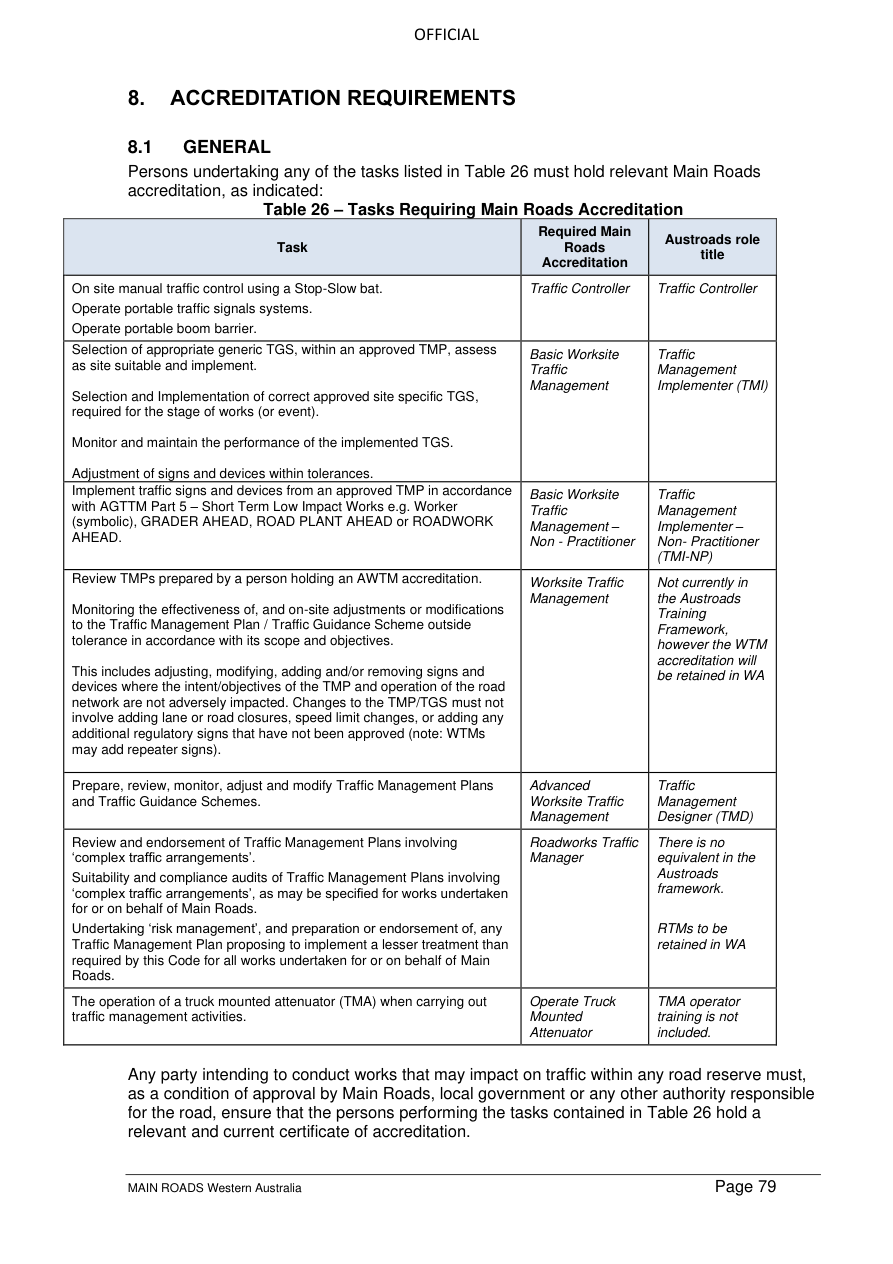 OFFICIAL
8. ACCREDITATION REQUIREMENTS
8.1 GENERAL
Persons undertaking any of the tasks listed in Table 26 must hold relevant Main Roads
accreditation, as indicated:
Table 26 – Tasks Requiring Main Roads Accreditation
Task
Required Main
Roads
Accreditation
Austroads role
title
On site manual traffic control using a Stop-Slow bat.
Operate portable traffic signals systems.
Operate portable boom barrier.
Traffic Controller
Traffic Controller
Selection of appropriate generic TGS, within an approved TMP, assess
as site suitable and implement.
Selection and Implementation of correct approved site specific TGS,
required for the stage of works (or event).
Monitor and maintain the performance of the implemented TGS.
Adjustment of signs and devices within tolerances.
Basic Worksite
Traffic
Management
Traffic
Management
Implementer (TMI)
Implement traffic signs and devices from an approved TMP in accordance
with AGTTM Part 5 – Short Term Low Impact Works e.g. Worker
(symbolic), GRADER AHEAD, ROAD PLANT AHEAD or ROADWORK
AHEAD.
Basic Worksite
Traffic
Management –
Non - Practitioner
Traffic
Management
Implementer –
Non- Practitioner
(TMI-NP)
Review TMPs prepared by a person holding an AWTM accreditation.
Monitoring the effectiveness of, and on-site adjustments or modifications
to the Traffic Management Plan / Traffic Guidance Scheme outside
tolerance in accordance with its scope and objectives.
This includes adjusting, modifying, adding and/or removing signs and
devices where the intent/objectives of the TMP and operation of the road
network are not adversely impacted. Changes to the TMP/TGS must not
involve adding lane or road closures, speed limit changes, or adding any
additional regulatory signs that have not been approved (note: WTMs
may add repeater signs).
Worksite Traffic
Management
Not currently in
the Austroads
Training
Framework,
however the WTM
accreditation will
be retained in WA
Prepare, review, monitor, adjust and modify Traffic Management Plans
and Traffic Guidance Schemes.
Advanced
Worksite Traffic
Management
Traffic
Management
Designer (TMD)
Review and endorsement of Traffic Management Plans involving
‘complex traffic arrangements’.
Suitability and compliance audits of Traffic Management Plans involving
‘complex traffic arrangements’, as may be specified for works undertaken
for or on behalf of Main Roads.
Undertaking ‘risk management’, and preparation or endorsement of, any
Traffic Management Plan proposing to implement a lesser treatment than
required by this Code for all works undertaken for or on behalf of Main
Roads.
Roadworks Traffic
Manager
There is no
equivalent in the
Austroads
framework.
RTMs to be
retained in WA
The operation of a truck mounted attenuator (TMA) when carrying out
traffic management activities.
Operate Truck
Mounted
Attenuator
TMA operator
training is not
included.
Any party intending to conduct works that may impact on traffic within any road reserve must,
as a condition of approval by Main Roads, local government or any other authority responsible
for the road, ensure that the persons performing the tasks contained in Table 26 hold a
relevant and current certificate of accreditation.
MAIN ROADS Western Australia
Page 79